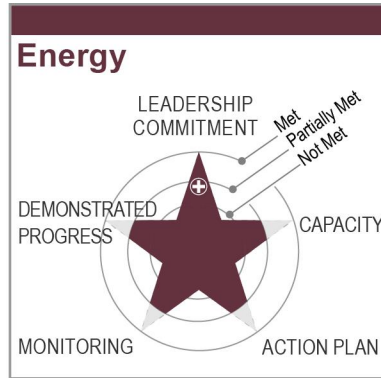 Energy
LEADERSHIP
COMMITMENT
Met
Partially Met
Not Met
DEMONSTRATED
PROGRESS
CAPACITY
MONITORING
ACTION PLAN